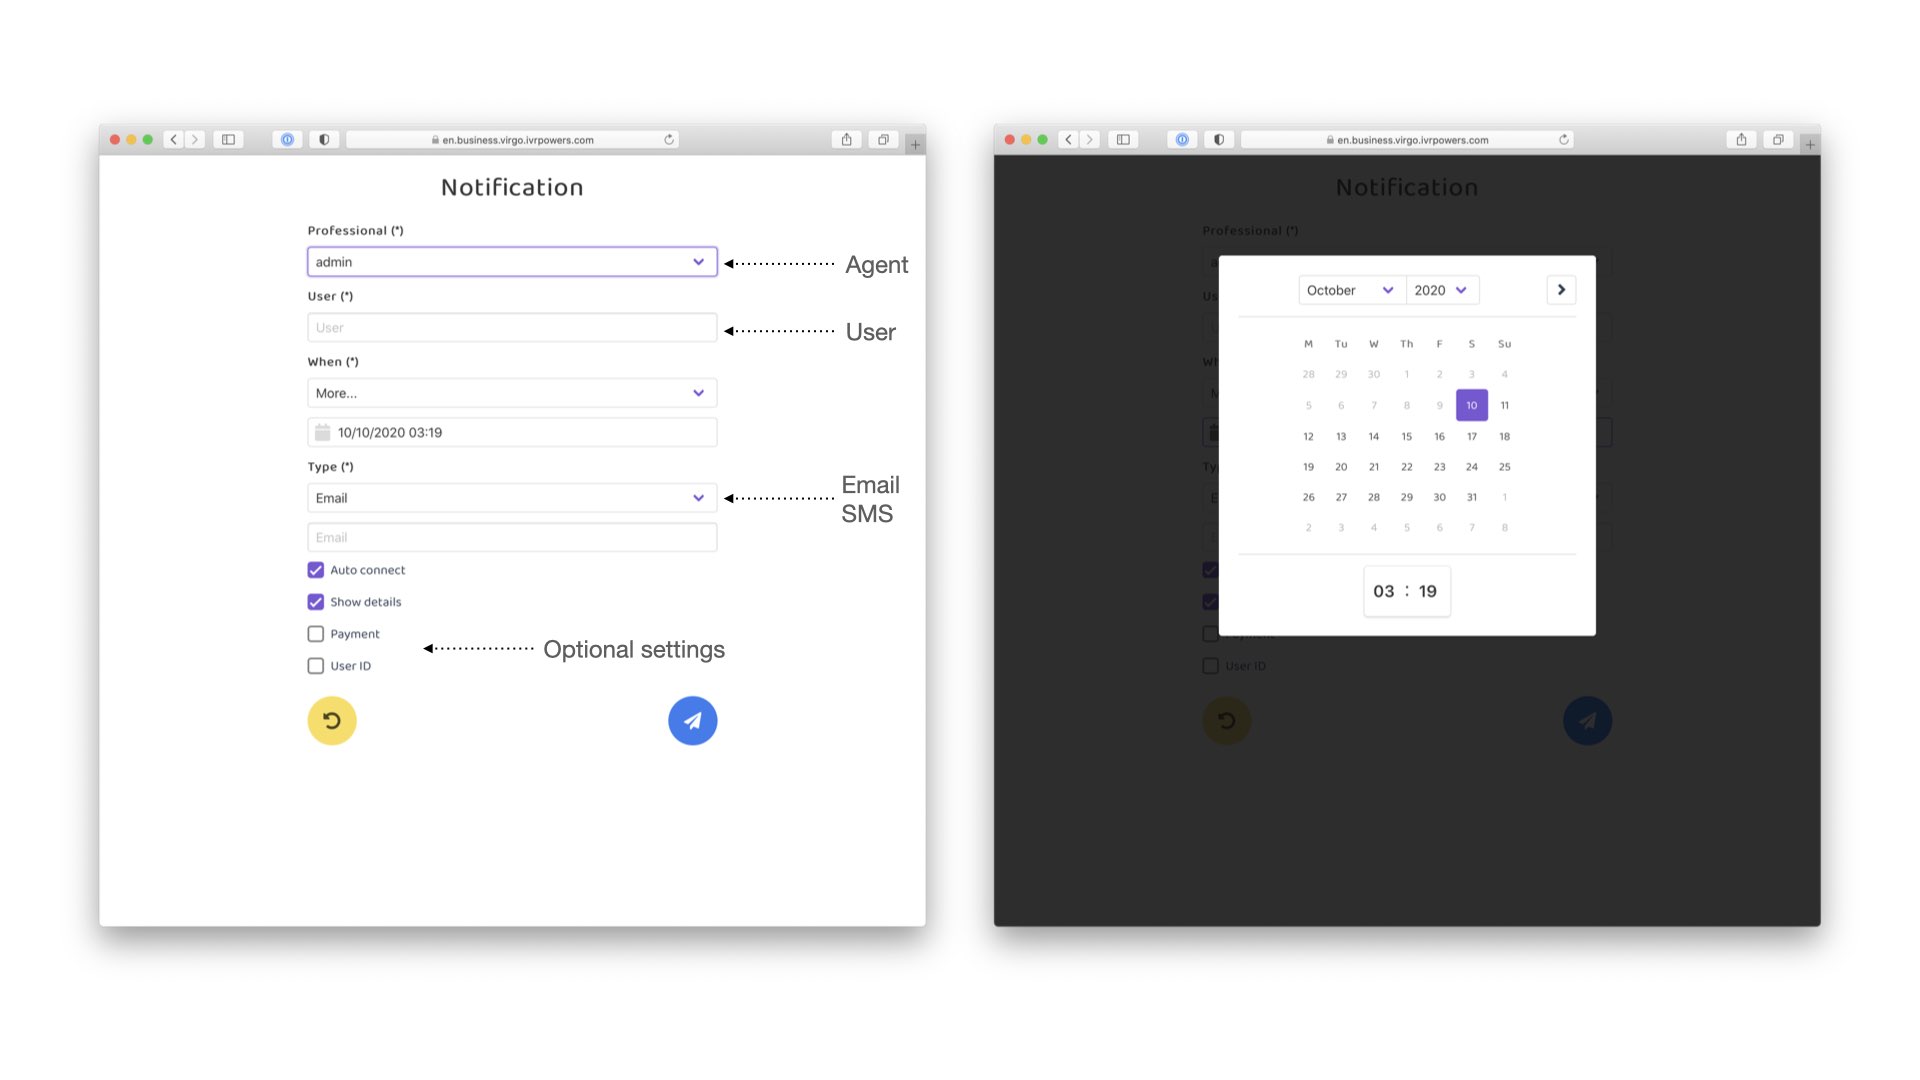 en.business.virgo.ivrpowers.com
Notification
Professional (*)
admin
Agent
User (*)
User
User
When (*)
More...
10/10/2020 03:19
Type (*)
Email
Email
SMS
Email
Auto connect
Show details
Payment
User ID
Optional settings
en.business.virgo.ivrpowers.com
Notification
Professional (*)
October 2020
M Tu W Th F S Su
28 29 30 1 2 3 4
5 6 7 8 9 10 11
12 13 14 15 16 17 18
19 20 21 22 23 24 25
26 27 28 29 30 31 1
2 3 4 5 6 7 8
03 : 19
Payment
User ID